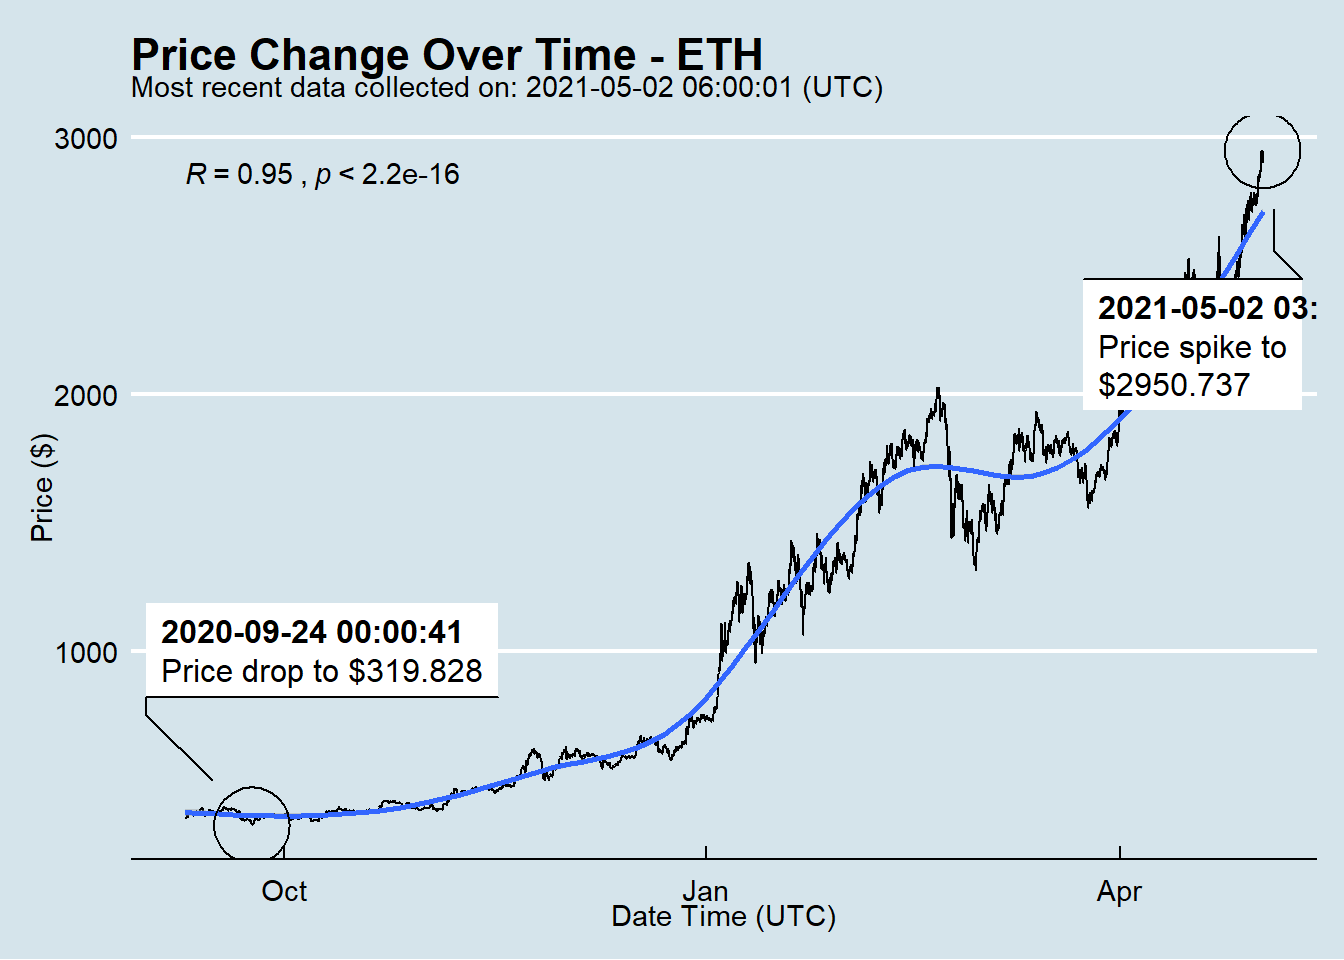 Price Change Over Time - ETH
Most recent data collected on: 2021-05-02 06:00:01 (UTC)
3000
R = 0.95 , p < 2.2e-16
2021-05-02 03:
Price spike to
$2950.737
2000
Price ($)
2020-09-24 00:00:41
Price drop to $319.828
1000
Oct
Jan
Apr
Date Time (UTC)